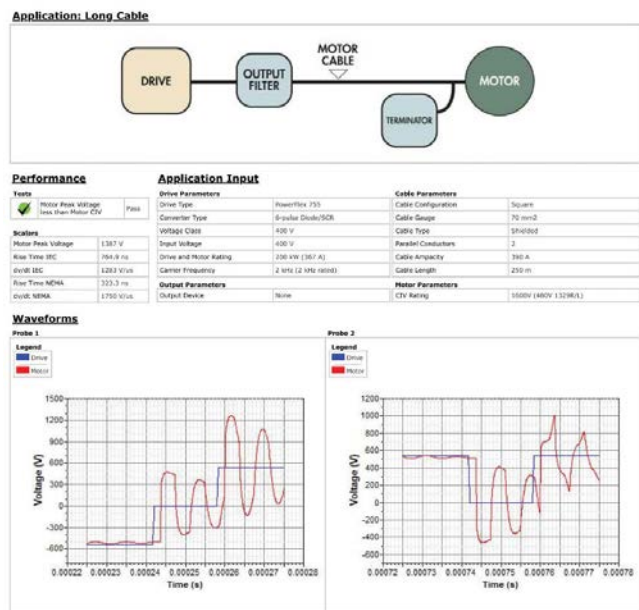 Application: Long Cable
DRIVE
OUTPUT
FILTER
MOTOR
CABLE
TERMINATOR
MOTOR
Performance
Tests
Motor Peak Voltage
less than Motor CIV
Pass
Scalers
Motor Peak Voltage 1387 V
Rise Time IEC 764.9 ns
dv/dt IEC 1283 V/us
Rise Time NEMA 323.3 ns
dv/dt NEMA 1750 V/us
Application Input
Drive Parameters
Drive Type PowerFlex 755
Converter Type 6-pulse Diode/SCR
Voltage Class 400 V
Input Voltage 400 V
Drive and Motor Rating 200 kW (367 A)
Carrier Frequency 2 kHz (2 kHz rated)
Output Parameters
Output Device None
Cable Parameters
Cable Configuration Square
Cable Gauge 70 mm2
Cable Type Shielded
Parallel Conductors 2
Cable Ampacity 390 A
Cable Length 250 m
Motor Parameters
CIV Rating 1600V (480V 1329R/L)
Waveforms
Probe 1
Legend
Drive
Motor
1500
1200
900
600
300
0
-300
-600
Voltage (V)
0.00022 0.00023 0.00024 0.00025 0.00026 0.00027 0.00028
Time (s)
Probe 2
Legend
Drive
Motor
1200
1000
800
600
400
200
0
-200
-400
-600
Voltage (V)
0.00072 0.00073 0.00074 0.00075 0.00076 0.00077 0.00078
Time (s)